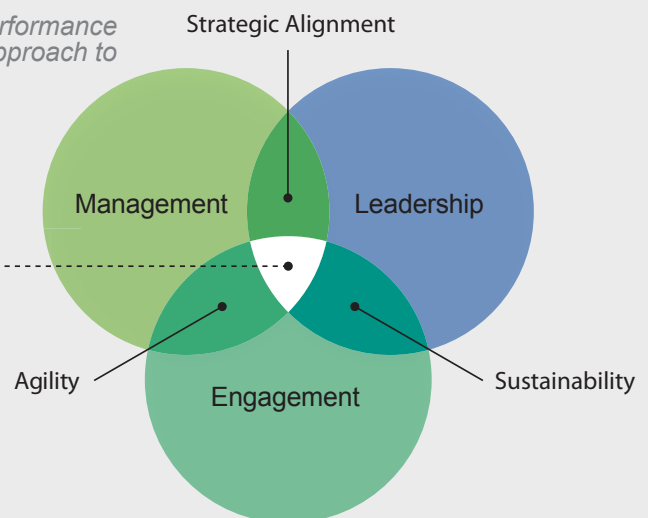 rformance
pproach to
Strategic Alignment
Management
Leadership
Agility
Engagement
Sustainability